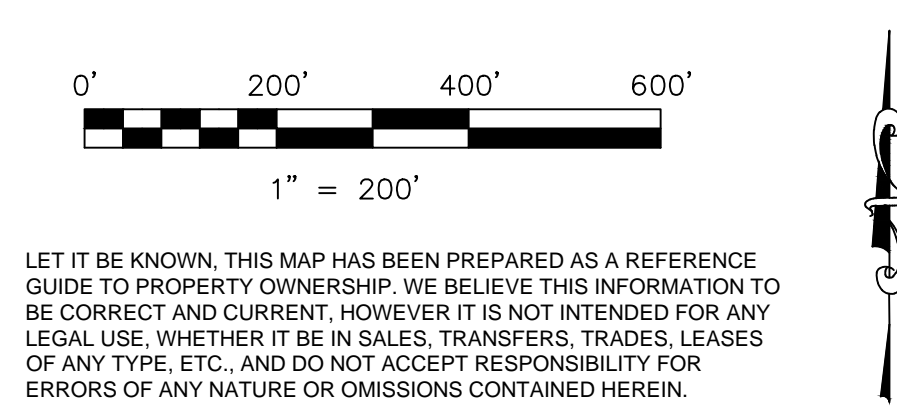 0' 200' 400' 600'
1" = 200'
LET IT BE KNOWN, THIS MAP HAS BEEN PREPARED AS A REFERENCE
GUIDE TO PROPERTY OWNERSHIP. WE BELIEVE THIS INFORMATION TO
BE CORRECT AND CURRENT, HOWEVER IT IS NOT INTENDED FOR ANY
LEGAL USE, WHETHER IT BE IN SALES, TRANSFERS, TRADES, LEASES
OF ANY TYPE, ETC., AND DO NOT ACCEPT RESPONSIBILITY FOR
ERRORS OF ANY NATURE OR OMISSIONS CONTAINED HEREIN.